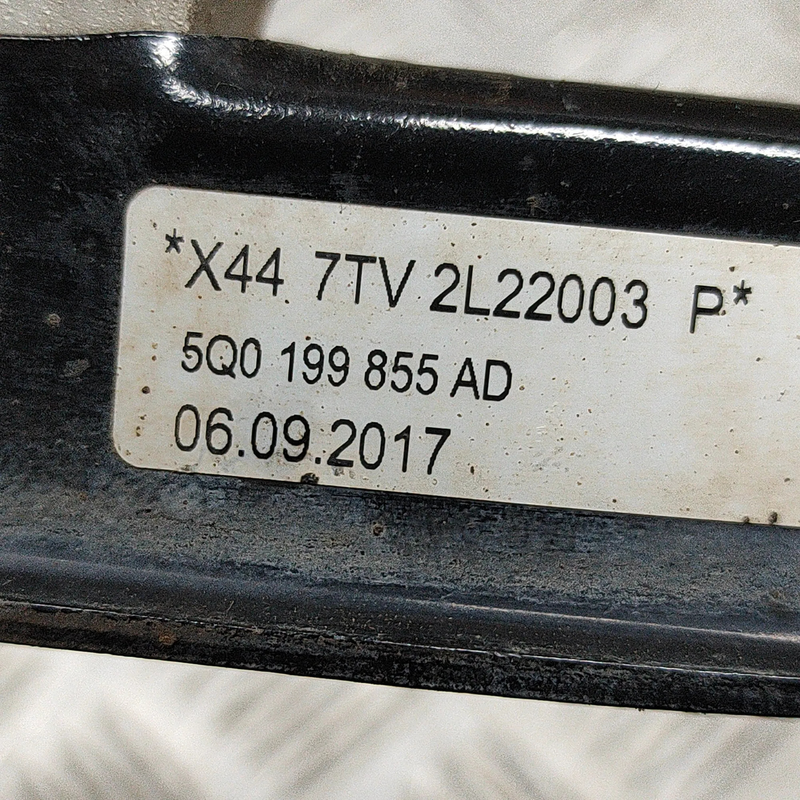 *X44 7TV 2L22003 P*
5Q0 199 855 AD
06.09.2017